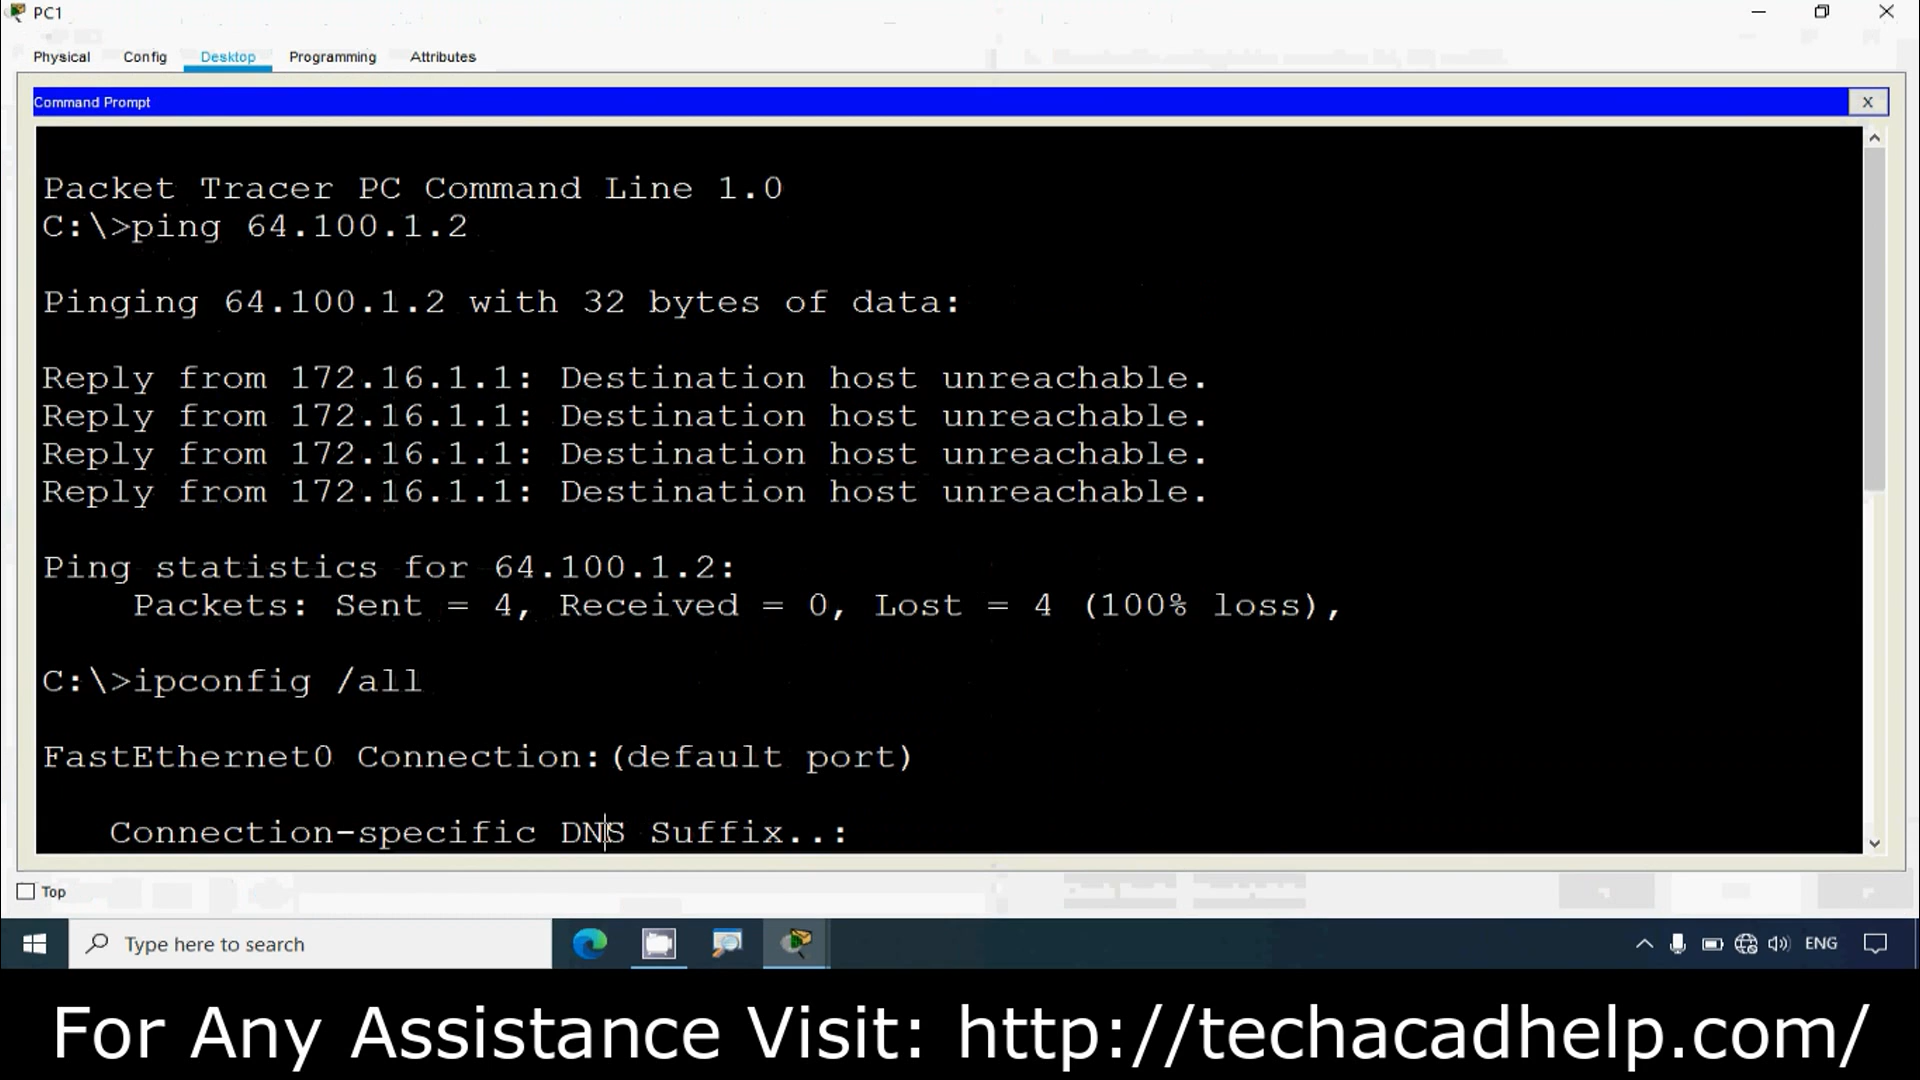 PC1
Physical Config Desktop Programming Attributes
Command Prompt X
Packet Tracer PC Command Line 1.0
C:\>ping 64.100.1.2
Pinging 64.100.1.2 with 32 bytes of data:
Reply from 172.16.1.1: Destination host unreachable.
Reply from 172.16.1.1: Destination host unreachable.
Reply from 172.16.1.1: Destination host unreachable.
Reply from 172.16.1.1: Destination host unreachable.
Ping statistics for 64.100.1.2:
Packets: Sent = 4, Received = 0, Lost = 4 (100% loss),
C:\>ipconfig /all
FastEthernet0 Connection:(default port)
Connection-specific DNS Suffix..:
Top
Type here to search ENG
For Any Assistance Visit: http://techacadhelp.com/